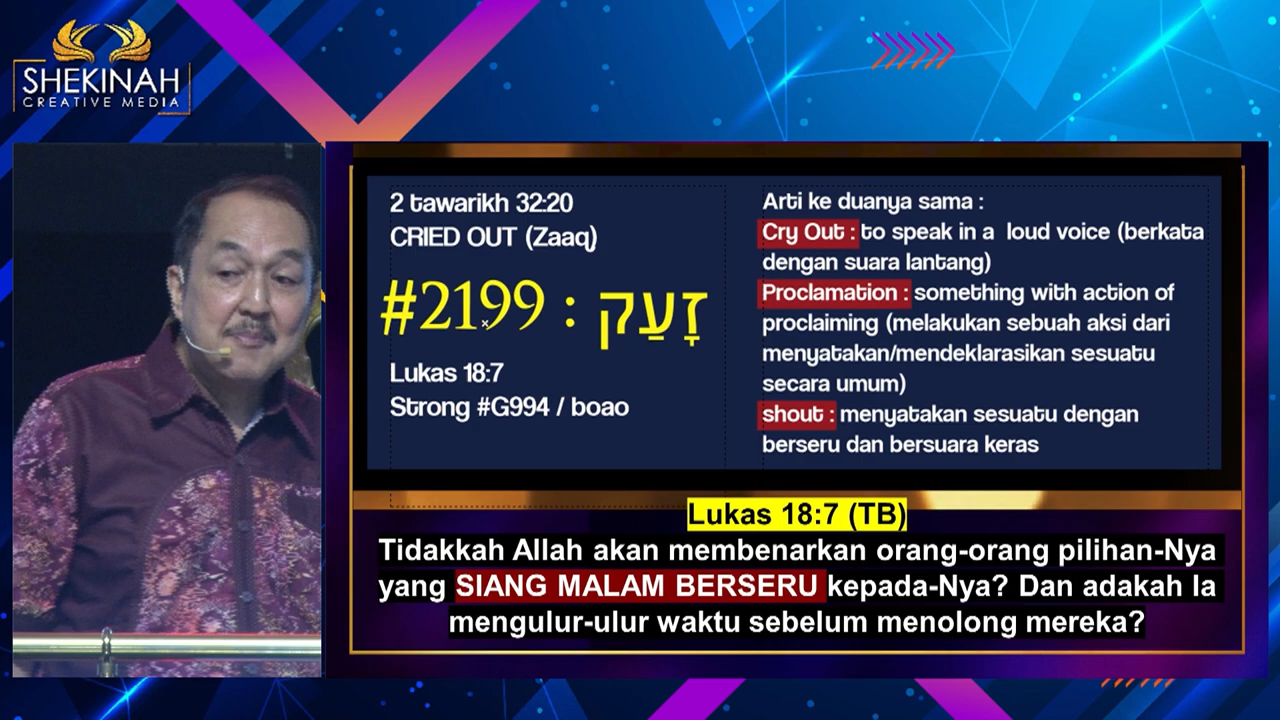 SHEKINAH
CREATIVE MEDIA
2 tawarikh 32:20
CRIED OUT (Zaaq)
#2199 : זָעַק
Lukas 18:7
Strong #G994 / boao
Arti ke duanya sama :
Cry Out : to speak in a loud voice (berkata
dengan suara lantang)
Proclamation : something with action of
proclaiming (melakukan sebuah aksi dari
menyatakan/mendeklarasikan sesuatu
secara umum)
shout : menyatakan sesuatu dengan
berseru dan bersuara keras
Lukas 18:7 (TB)
Tidakkah Allah akan membenarkan orang-orang pilihan-Nya
yang SIANG MALAM BERSERU kepada-Nya? Dan adakah Ia
mengulur-ulur waktu sebelum menolong mereka?